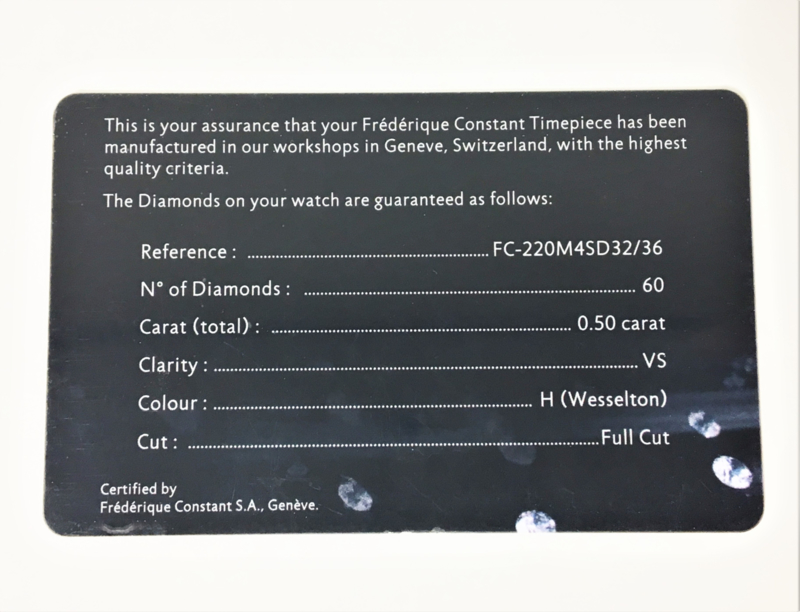 This is your assurance that your Frédérique Constant Timepiece has been
manufactured in our workshops in Geneve, Switzerland, with the highest
quality criteria.
The Diamonds on your watch are guaranteed as follows:
Reference : ................................................ FC-220M4SD32/36
N° of Diamonds : .................................................................. 60
Carat (total) : ............................................................ 0.50 carat
Clarity : ..................................................................................... VS
Colour : ................................................................ H (Wesselton)
Cut : .................................................................................. Full Cut
Certified by
Frédérique Constant S.A., Genève.